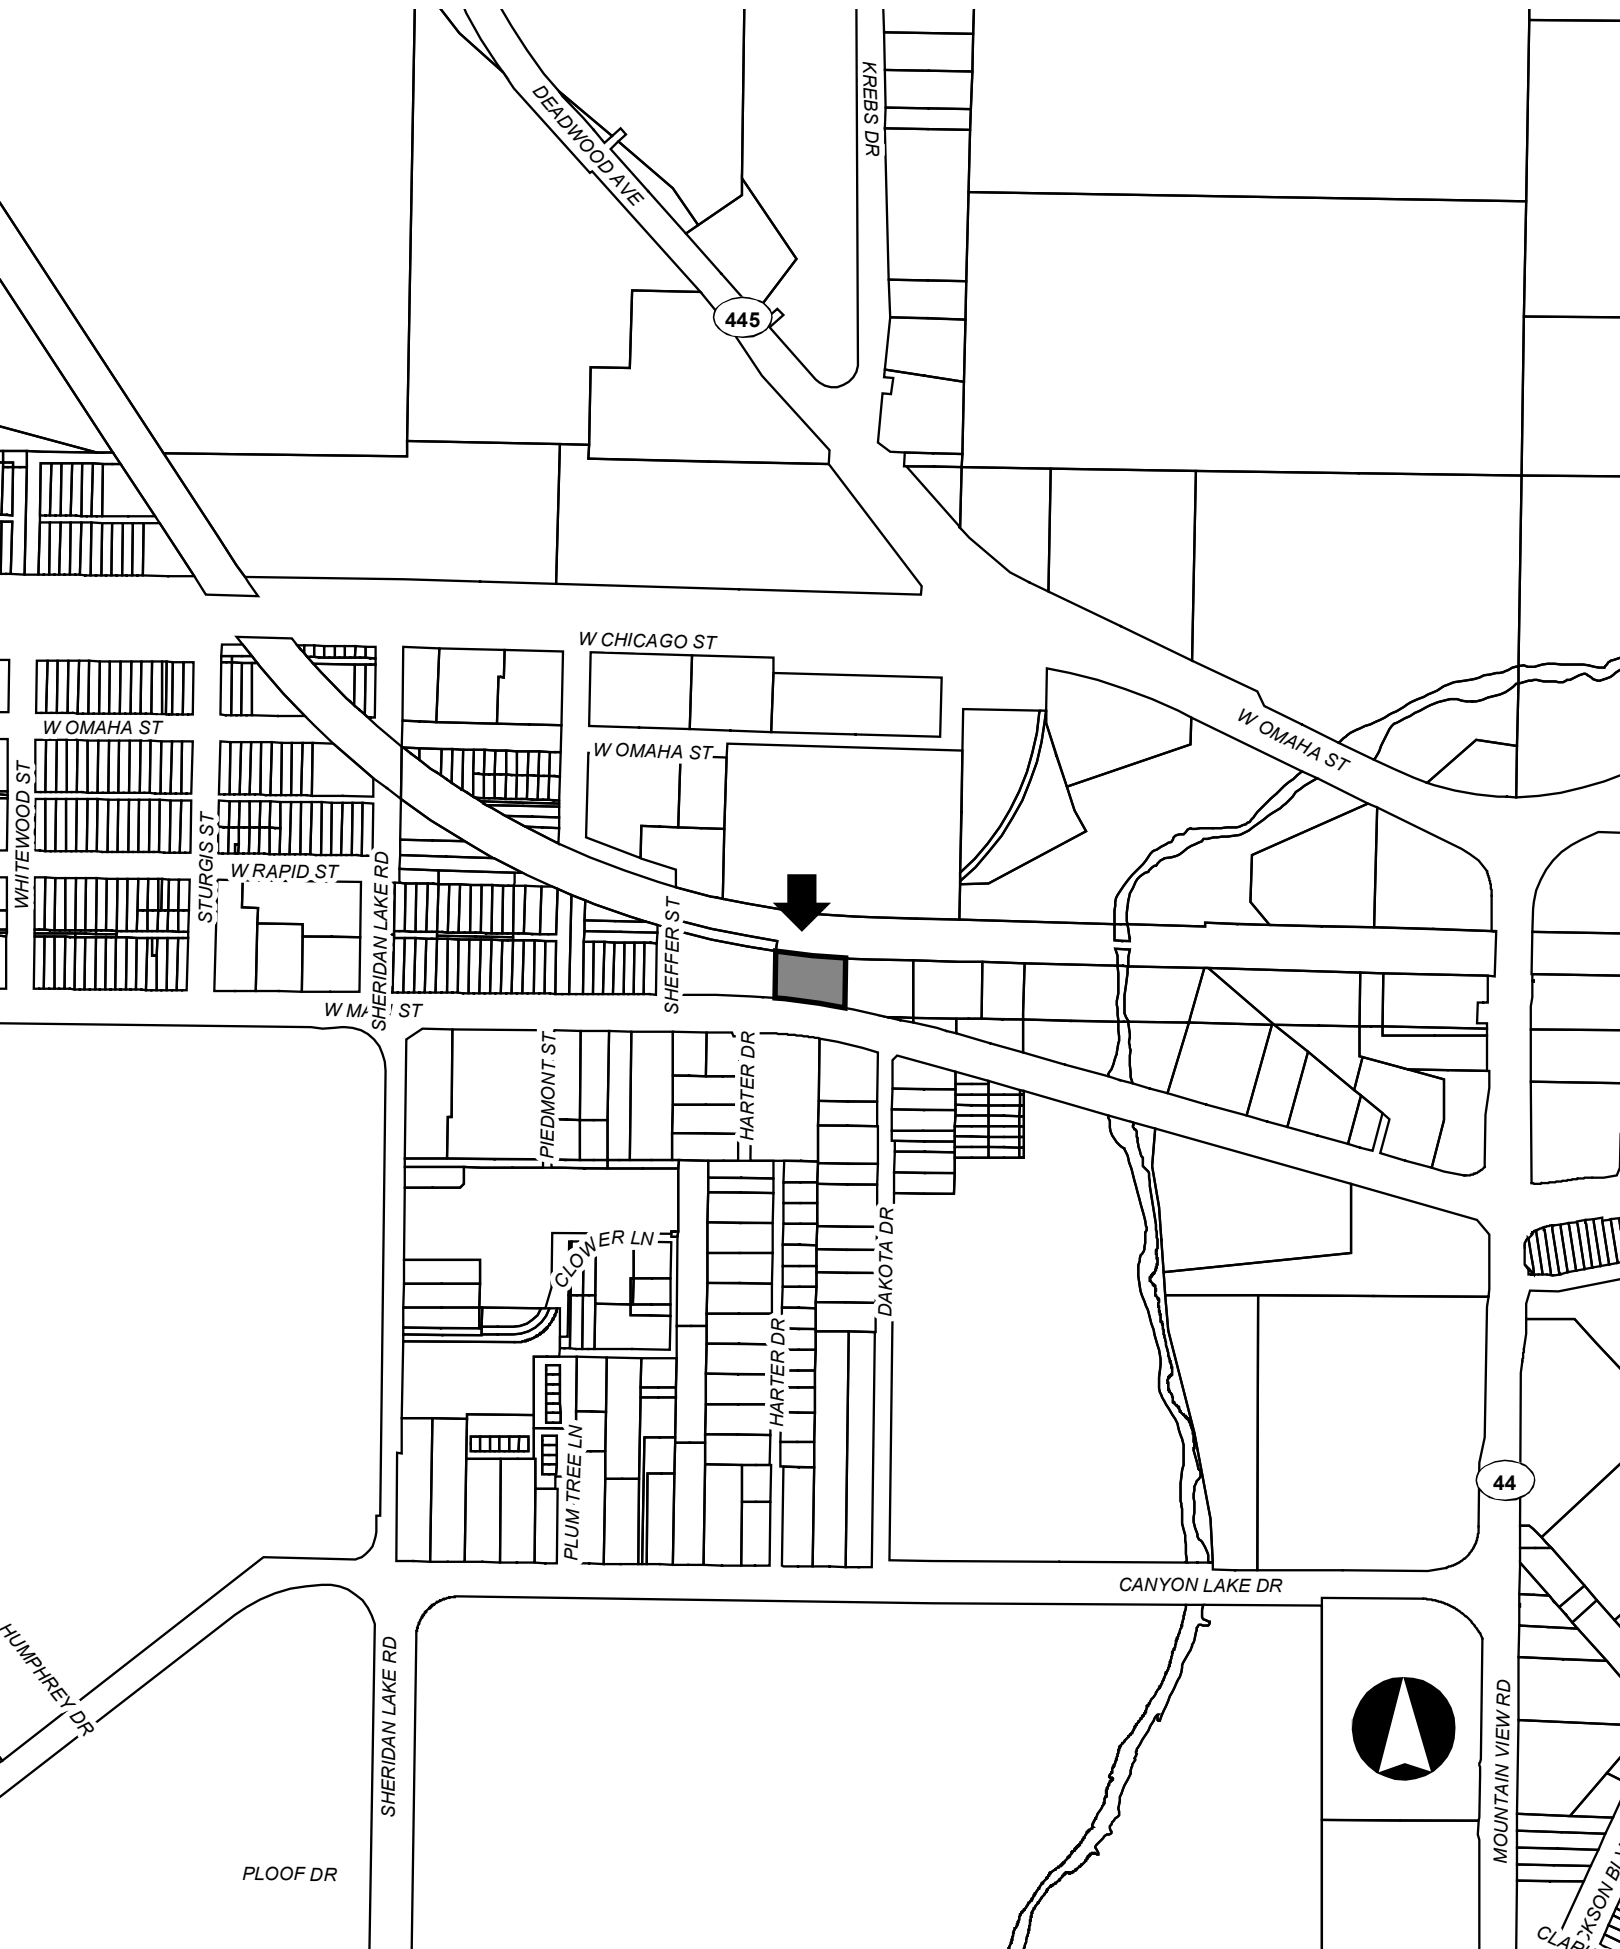 KREBS DR
DEADWOOD AVE
445
W CHICAGO ST
W OMAHA ST
W OMAHA ST
W OMAHA ST
WHITEWOOD ST
STURGIS ST
W RAPID ST
SHERIDAN LAKE RD
SHEFFER ST
ST
PIEDMONT ST
HARTER DR
DAKOTA DR
CLOWER LN
HARTER DR
PLUM TREE LN
44
CANYON LAKE DR
HUMPHREY DR
SHERIDAN LAKE RD
MOUNTAIN VIEW RD
PLOOF DR